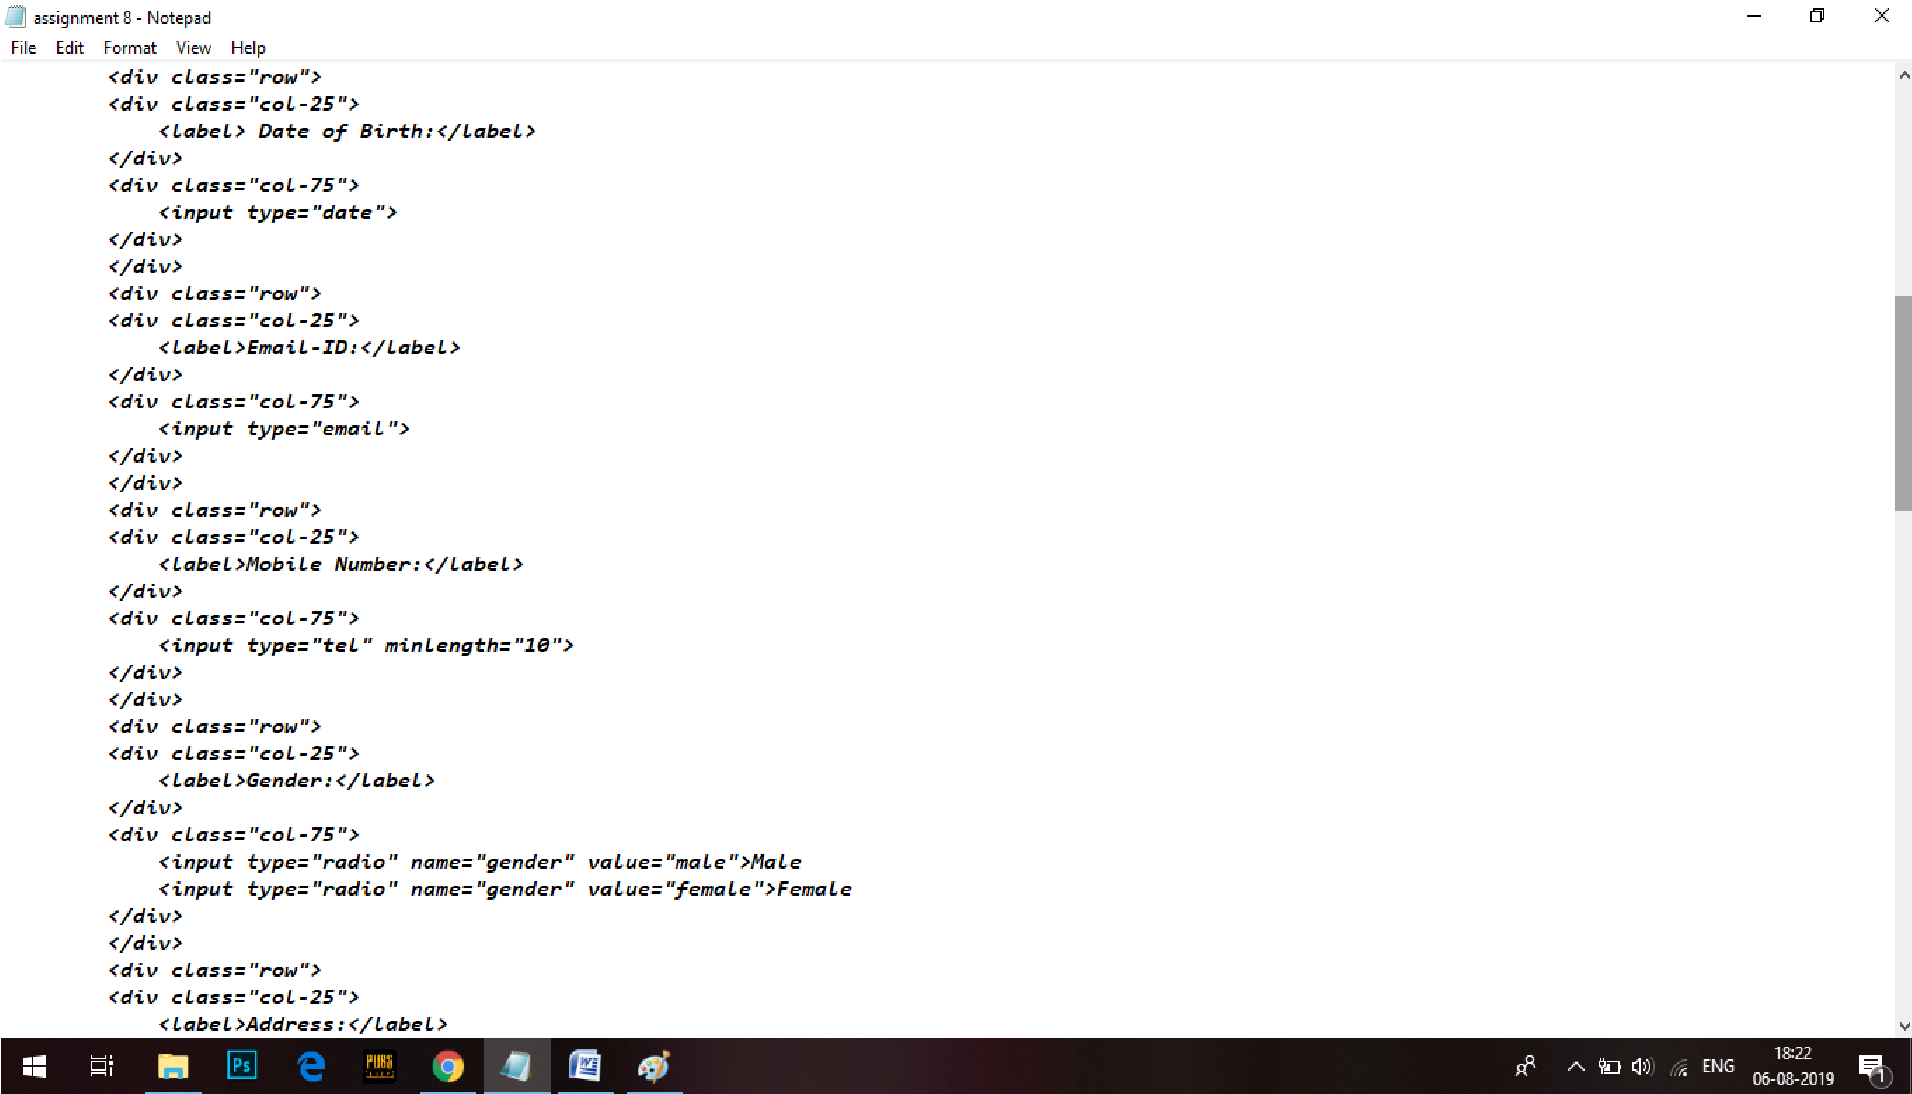 assignment 8 - Notepad
File Edit Format View Help
<div class="row">
<div class="col-25">
<label> Date of Birth:</label>
</div>
<div class="col-75">
<input type="date">
</div>
</div>
<div class="row">
<div class="col-25">
<label>Email-ID:</label>
</div>
<div class="col-75">
<input type="email">
</div>
</div>
<div class="row">
<div class="col-25">
<label>Mobile Number:</label>
</div>
<div class="col-75">
<input type="tel" minlength="10">
</div>
</div>
<div class="row">
<div class="col-25">
<label>Gender:</label>
</div>
<div class="col-75">
<input type="radio" name="gender" value="male">Male
<input type="radio" name="gender" value="female">Female
</div>
</div>
<div class="row">
<div class="col-25">
<label>Address:</label>
Ps
PUBG
W
ENG
18:22
06-08-2019
1